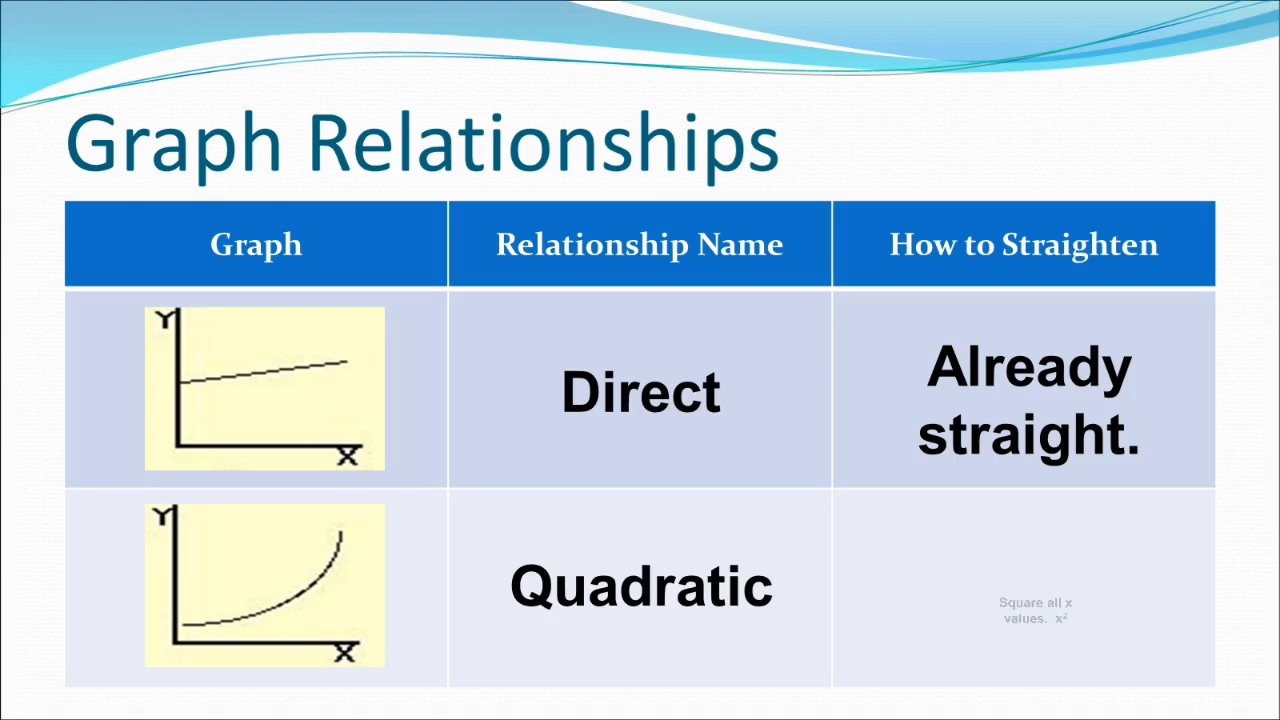 Graph Relationships
Graph
Relationship Name
How to Straighten
Y
X
Direct
Already
straight.
Y
X
Quadratic
Square all x
values. x²